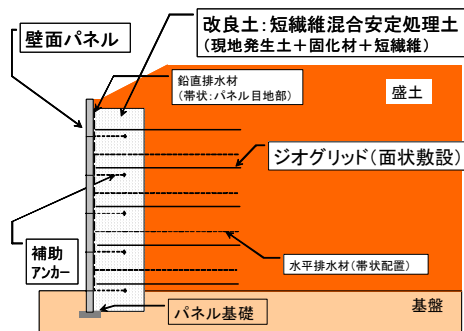 改良土：短繊維混合安定処理土
（現地発生土＋固化材＋短繊維）
壁面パネル
鉛直排水材
（帯状：パネル目地部）
盛土
ジオグリッド（面状敷設）
補助
アンカー
水平排水材（帯状配置）
パネル基礎
基盤